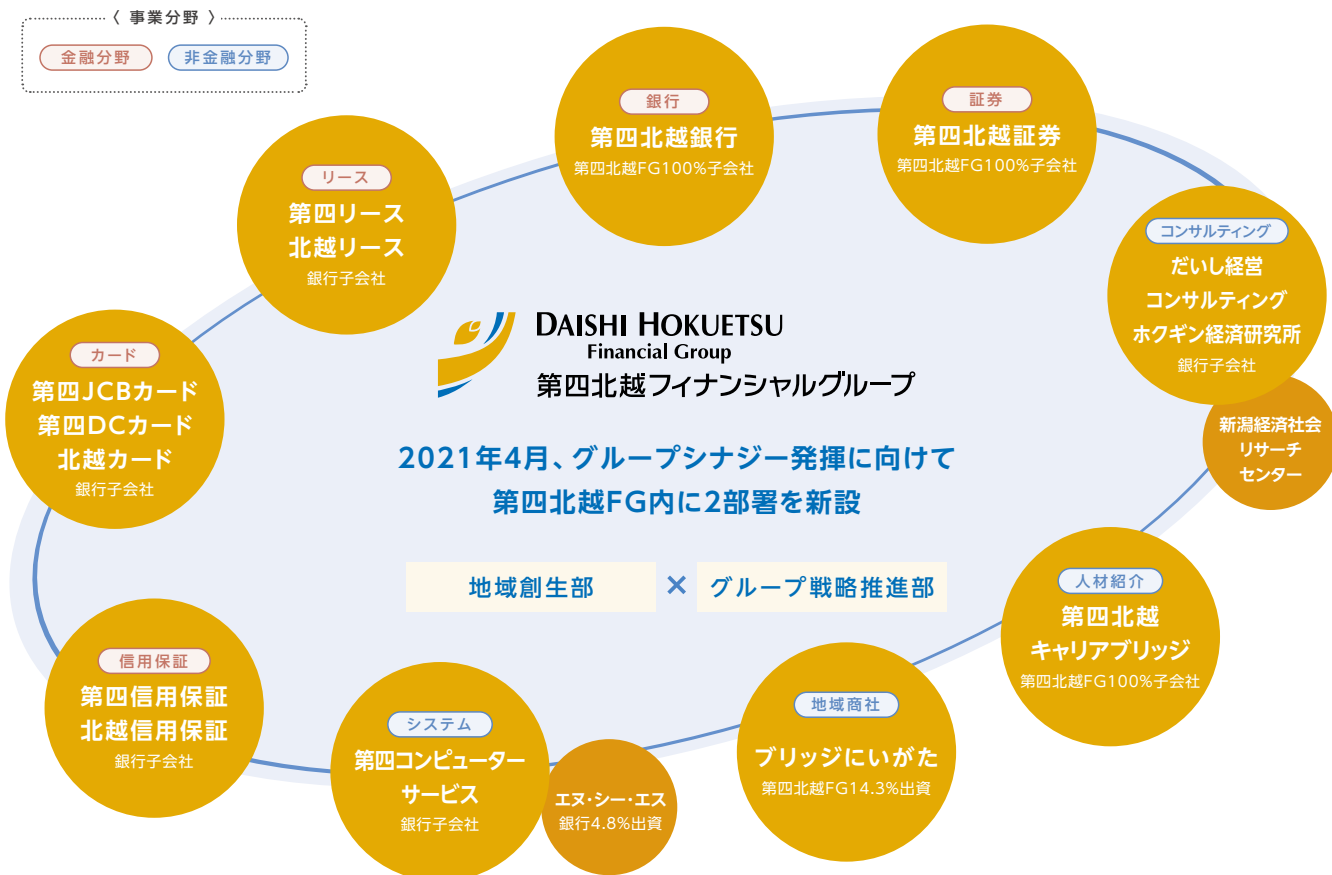 〈 事業分野 〉
金融分野
非金融分野
銀行
第四北越銀行
第四北越FG100%子会社
証券
第四北越証券
第四北越FG100%子会社
リース
第四リース
北越リース
銀行子会社
コンサルティング
だいし経営
コンサルティング
ホクギン経済研究所
銀行子会社
新潟経済社会
リサーチ
センター
カード
第四JCBカード
第四DCカード
北越カード
銀行子会社
DAISHI HOKUETSU
Financial Group
第四北越フィナンシャルグループ
2021年4月、グループシナジー発揮に向けて
第四北越FG内に2部署を新設
地域創生部 × グループ戦略推進部
人材紹介
第四北越
キャリアブリッジ
第四北越FG100%子会社
信用保証
第四信用保証
北越信用保証
銀行子会社
システム
第四コンピューター
サービス
銀行子会社
エヌ・シー・エス
銀行4.8%出資
地域商社
ブリッジにいがた
第四北越FG14.3%出資